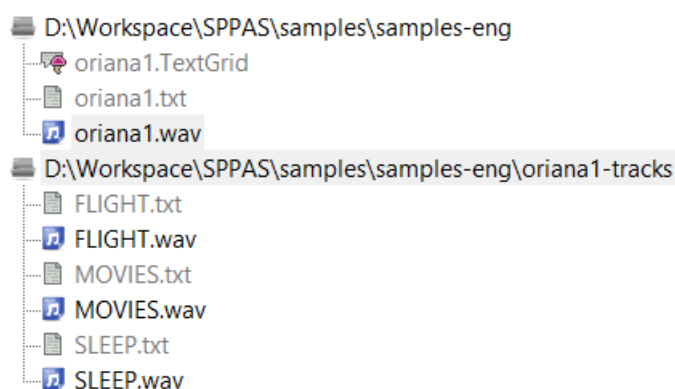 D:\Workspace\SPPAS\samples\samples-eng
oriana1.TextGrid
oriana1.txt
oriana1.wav
D:\Workspace\SPPAS\samples\samples-eng\oriana1-tracks
FLIGHT.txt
FLIGHT.wav
MOVIES.txt
MOVIES.wav
SLEEP.txt
SLEEP.wav